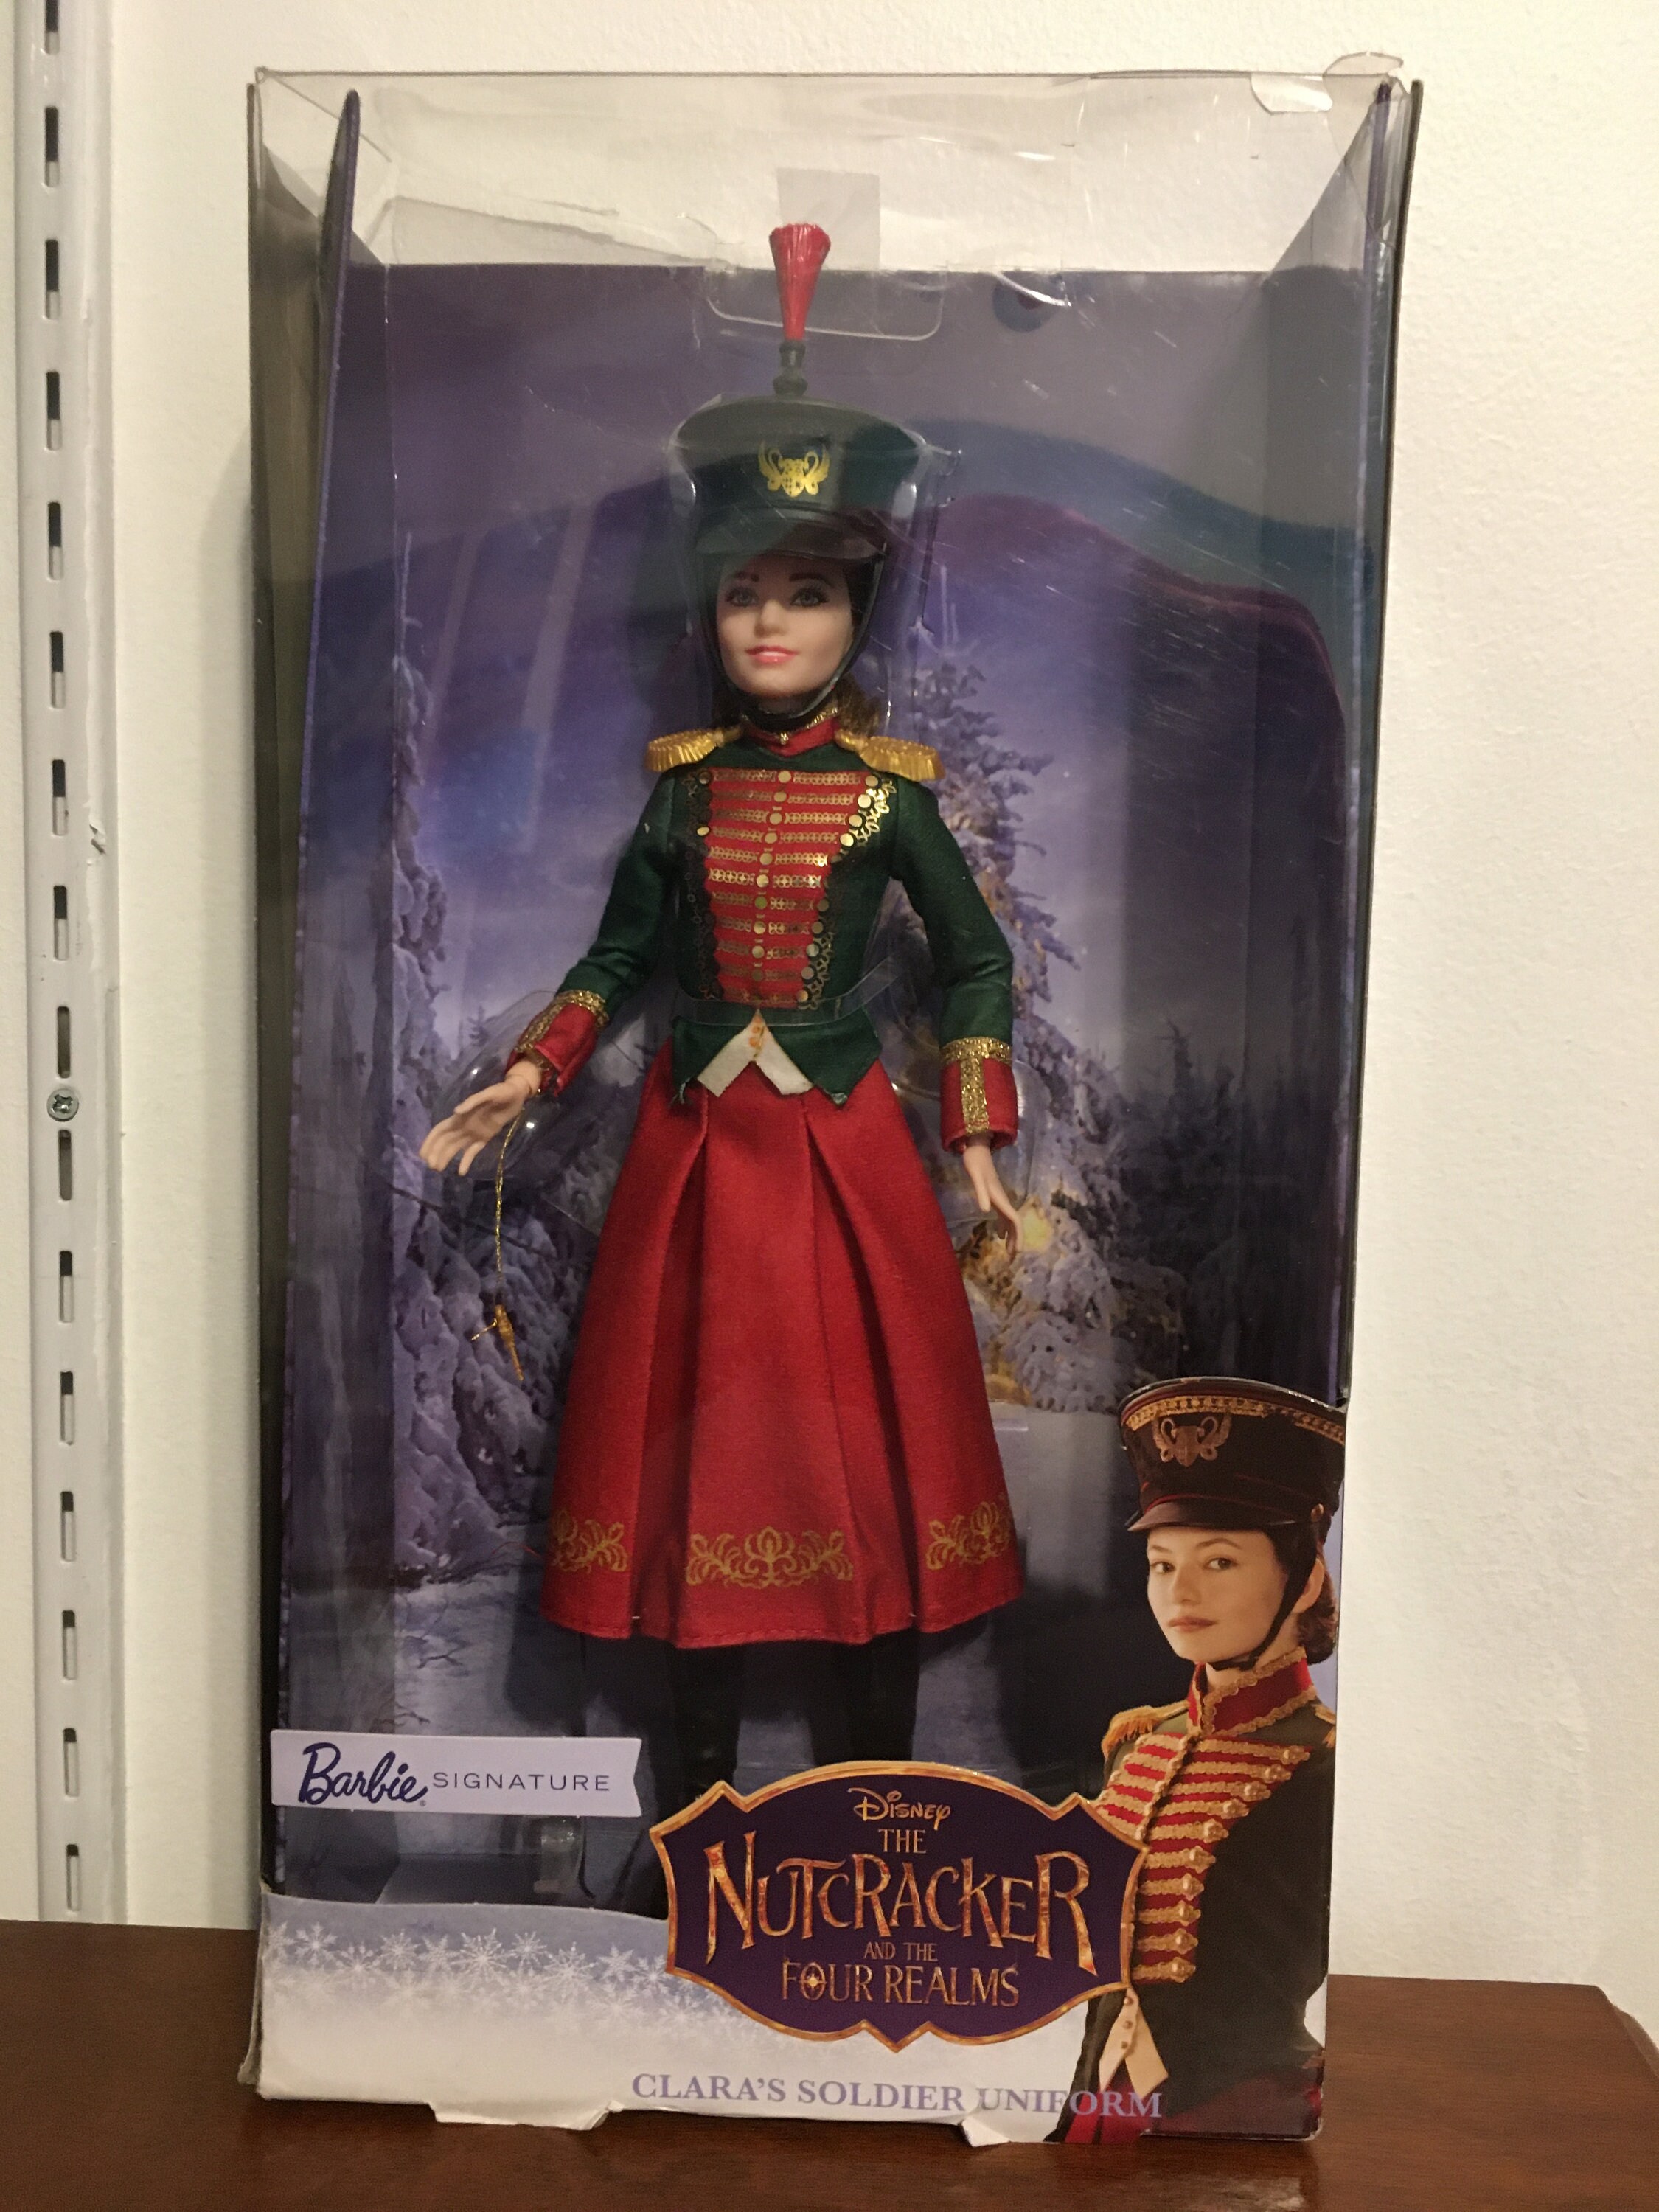 Barbie SIGNATURE
Disney
THE
NUTCRACKER
AND THE
FOUR REALMS
CLARA'S SOLDIER UNIFORM